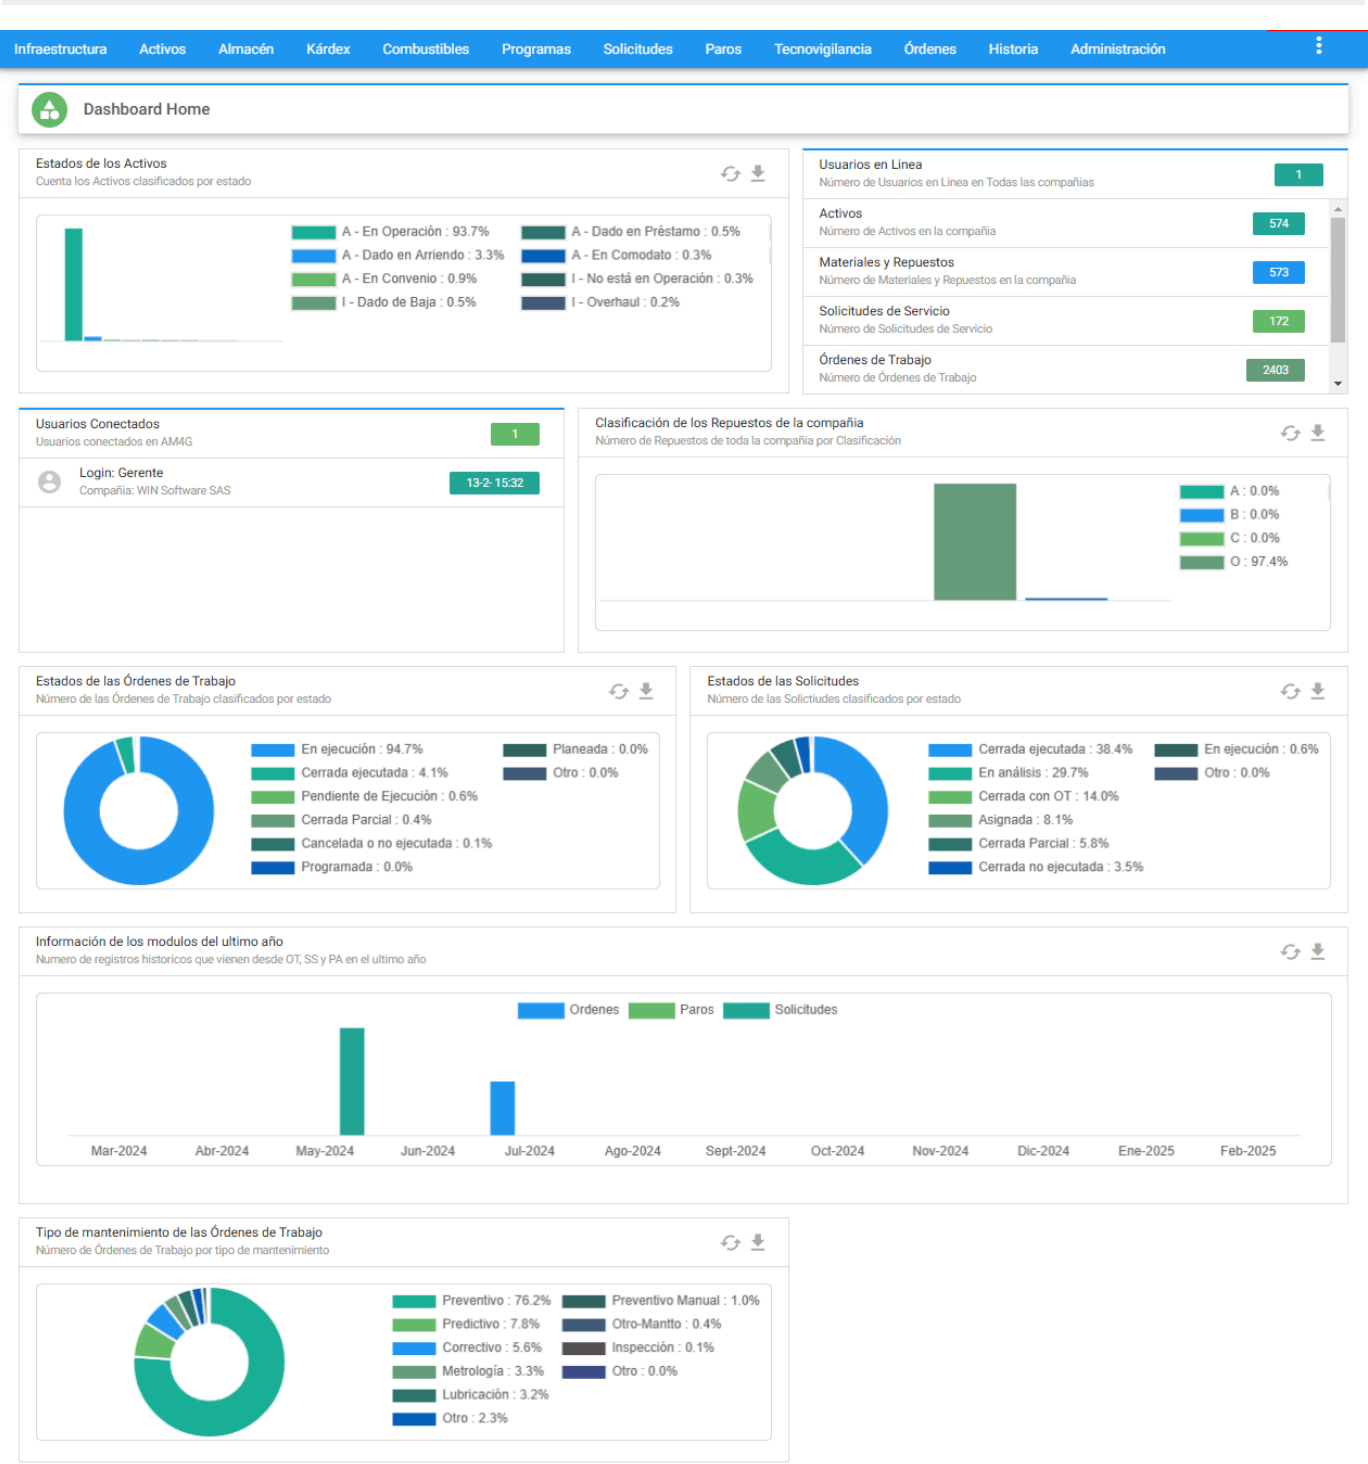 Infraestructura Activos Almacén Kárdex Combustibles Programas Solicitudes Paros Tecnovigilancia Órdenes Historia Administración
Dashboard Home
Estados de los Activos
Cuenta los Activos clasificados por estado
A - En Operación : 93.7%
A - Dado en Arriendo : 3.3%
A - En Convenio : 0.9%
I - Dado de Baja : 0.5%
A - Dado en Préstamo : 0.5%
A - En Comodato : 0.3%
I - No está en Operación : 0.3%
I - Overhaul : 0.2%
Usuarios en Linea
Número de Usuarios en Linea en Todas las compañias
1
Activos
Número de Activos en la compañia
574
Materiales y Repuestos
Número de Materiales y Repuestos en la compañia
573
Solicitudes de Servicio
Número de Solicitudes de Servicio
172
Órdenes de Trabajo
Número de Órdenes de Trabajo
2403
Usuarios Conectados
Usuarios conectados en AM4G
1
Login: Gerente
Compañia: WIN Software SAS
13-2- 15:32
Clasificación de los Repuestos de la compañia
Número de Repuestos de toda la compañia por Clasificación
A : 0.0%
B : 0.0%
C : 0.0%
O : 97.4%
Estados de las Órdenes de Trabajo
Número de las Órdenes de Trabajo clasificados por estado
En ejecución : 94.7%
Cerrada ejecutada : 4.1%
Pendiente de Ejecución : 0.6%
Cerrada Parcial : 0.4%
Cancelada o no ejecutada : 0.1%
Programada : 0.0%
Planeada : 0.0%
Otro : 0.0%
Estados de las Solicitudes
Número de las Solictiudes clasificados por estado
Cerrada ejecutada : 38.4%
En análisis : 29.7%
Cerrada con OT : 14.0%
Asignada : 8.1%
Cerrada Parcial : 5.8%
Cerrada no ejecutada : 3.5%
En ejecución : 0.6%
Otro : 0.0%
Información de los modulos del ultimo año
Numero de registros historicos que vienen desde OT, SS y PA en el ultimo año
Ordenes Paros Solicitudes
Mar-2024 Abr-2024 May-2024 Jun-2024 Jul-2024 Ago-2024 Sept-2024 Oct-2024 Nov-2024 Dic-2024 Ene-2025 Feb-2025
Tipo de mantenimiento de las Órdenes de Trabajo
Número de Órdenes de Trabajo por tipo de mantenimiento
Preventivo : 76.2%
Predictivo : 7.8%
Correctivo : 5.6%
Metrología : 3.3%
Lubricación : 3.2%
Otro : 2.3%
Preventivo Manual : 1.0%
Otro-Mantto : 0.4%
Inspección : 0.1%
Otro : 0.0%